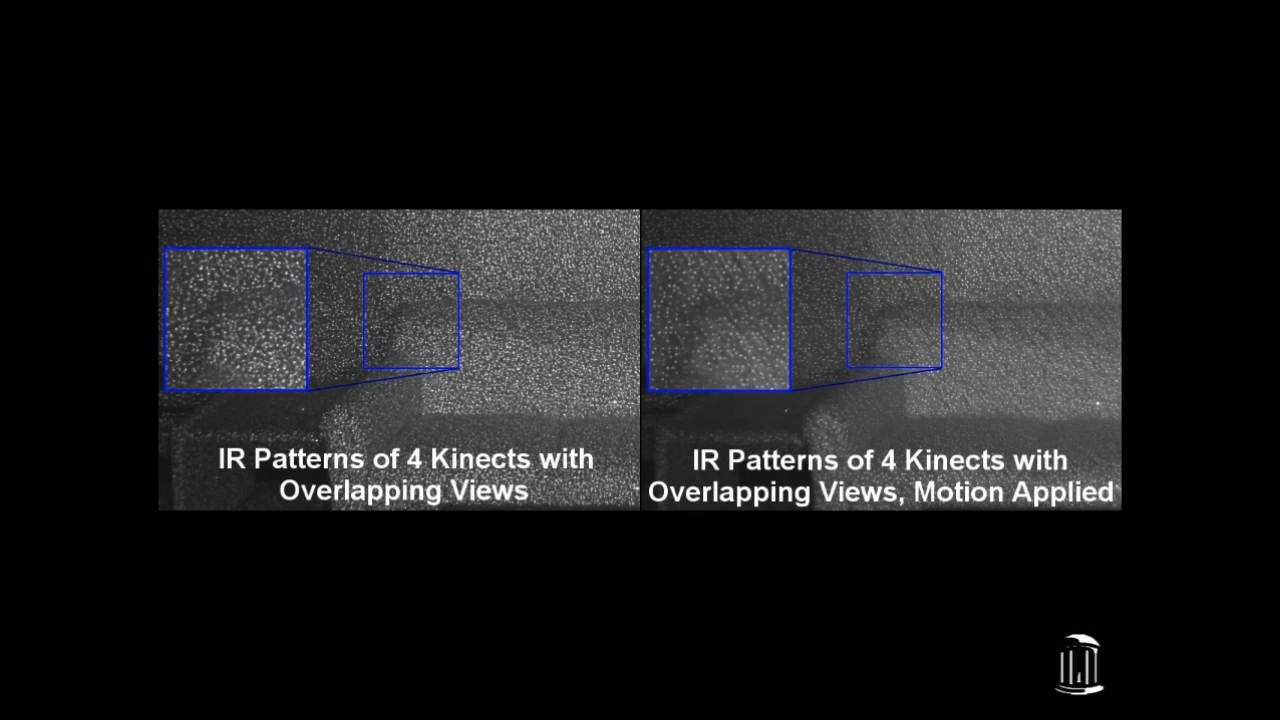 IR Patterns of 4 Kinects with
Overlapping Views
IR Patterns of 4 Kinects with
Overlapping Views, Motion Applied